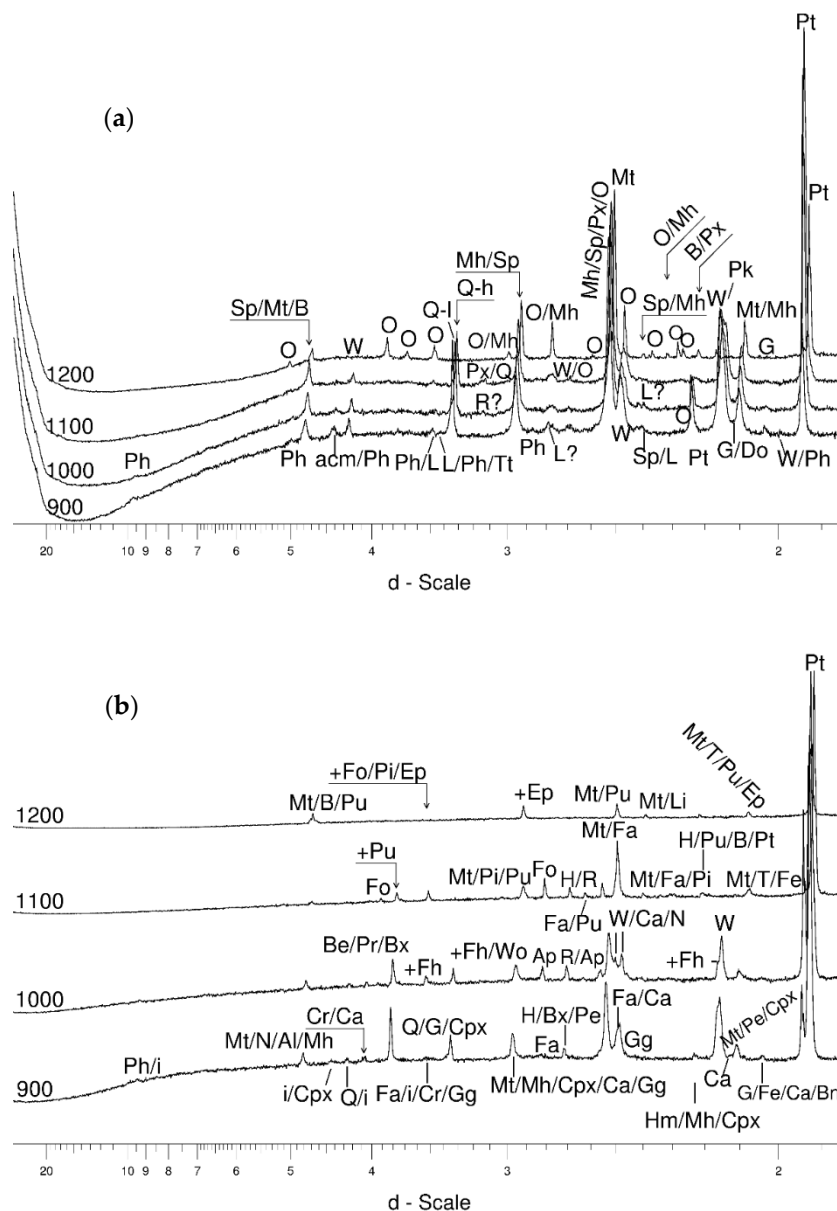 (a)
Pt
Pt
Mt
Mh/Sp/Px/O
O/Mh
B/Px
Mh/Sp
Q-h
Q-l
Sp/Mt/B
O
W
O
O
O
O/Mh
O/Mh
O
O
Sp/Mh
O
O
O
W/Pk
Mt/Mh
G
1200
Px/Q
W/O
1100
R?
L?
1000
Ph
Ph
acm/Ph
Ph/L
L/Ph/Tt
Ph
L?
W
Sp/L
O
Pt
G/Do
W/Ph
900
20
10
9
8
7
6
5
4
3
2
d - Scale
(b)
Pt
+Fo/Pi/Ep
Mt/B/Pu
+Ep
Mt/Pu
Mt/Li
Mt/T/Pu/Ep
1200
+Pu
Fo
Mt/Pi/Pu
Fo
H/R
Mt/Fa
H/Pu/B/Pt
Mt/Fa/Pi
Mt/T/Fe
1100
Fa/Pu
W/Ca/N
W
Be/Pr/Bx
+Fh
+Fh/Wo
Ap
R/Ap
+Fh
1000
Cr/Ca
Mt/N/Al/Mh
Q/G/Cpx
H/Bx/Pe
Fa/Ca
Fa
Gg
Mt/Pe/Cpx
Ph/i
900
i/Cpx
Q/i
Fa/i/Cr/Gg
Mt/Mh/Cpx/Ca/Gg
Ca
Hm/Mh/Cpx
G/Fe/Ca/Bn
20
10
9
8
7
6
5
4
3
2
d - Scale